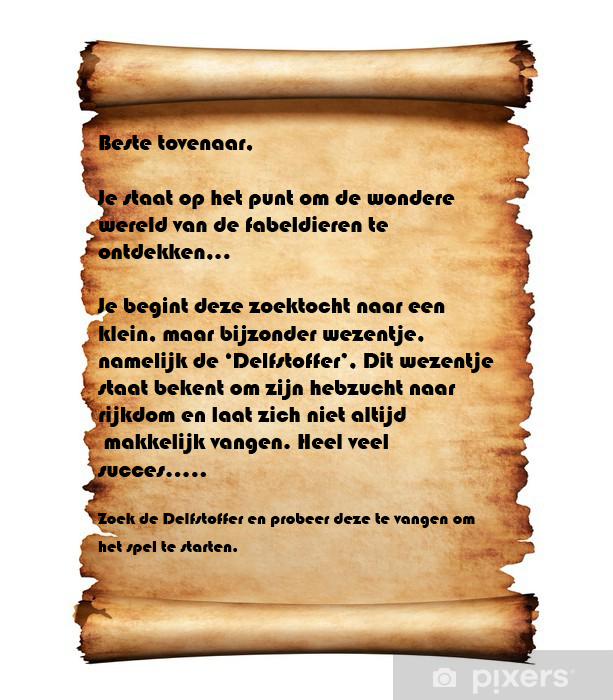 Beste tovenaar,
Je staat op het punt om de wondere
wereld van de fabeldieren te
ontdekken...
Je begint deze zoektocht naar een
klein, maar bijzonder wezentje,
namelijk de ‘Delfstoffer’, Dit wezentje
staat bekent om zijn hebzucht naar
rijkdom en laat zich niet altijd
makkelijk vangen. Heel veel
succes.....
Zoek de Delfstoffer en probeer deze te vangen om
het spel te starten.
pixers